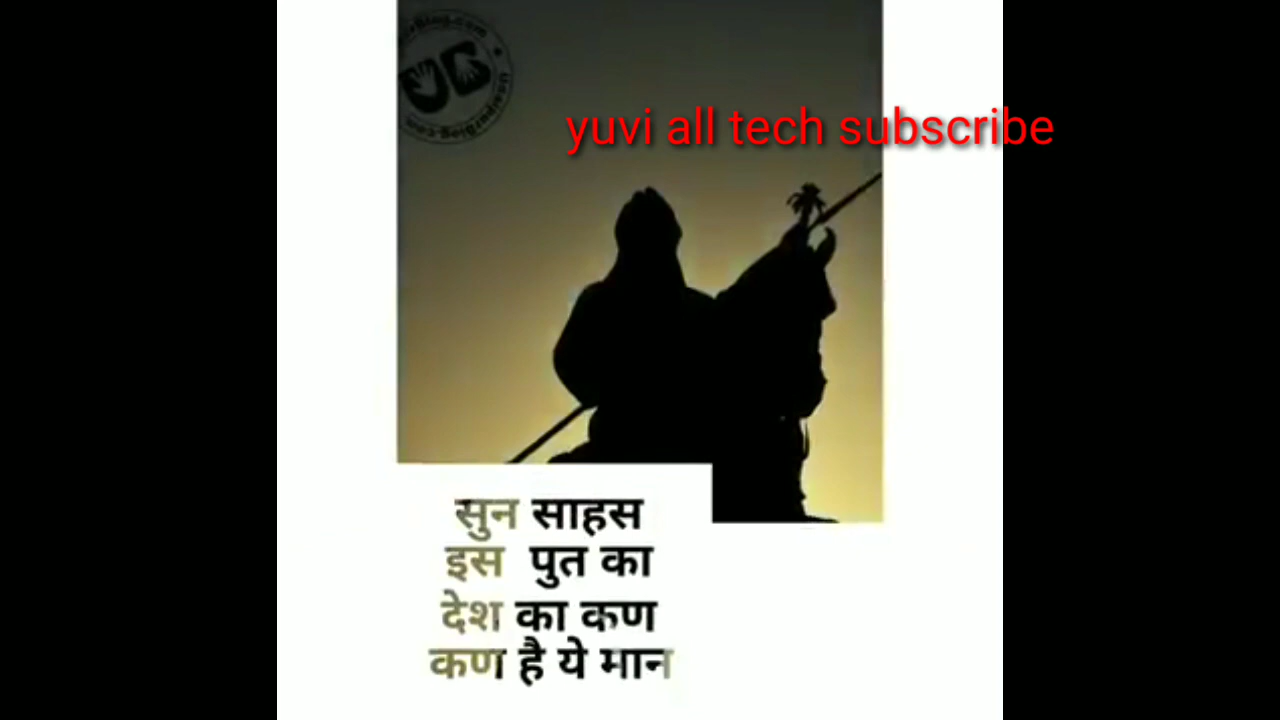 yuvi all tech subscribe
सुन साहस
इस पुत का
देश का कण
कण है ये मान